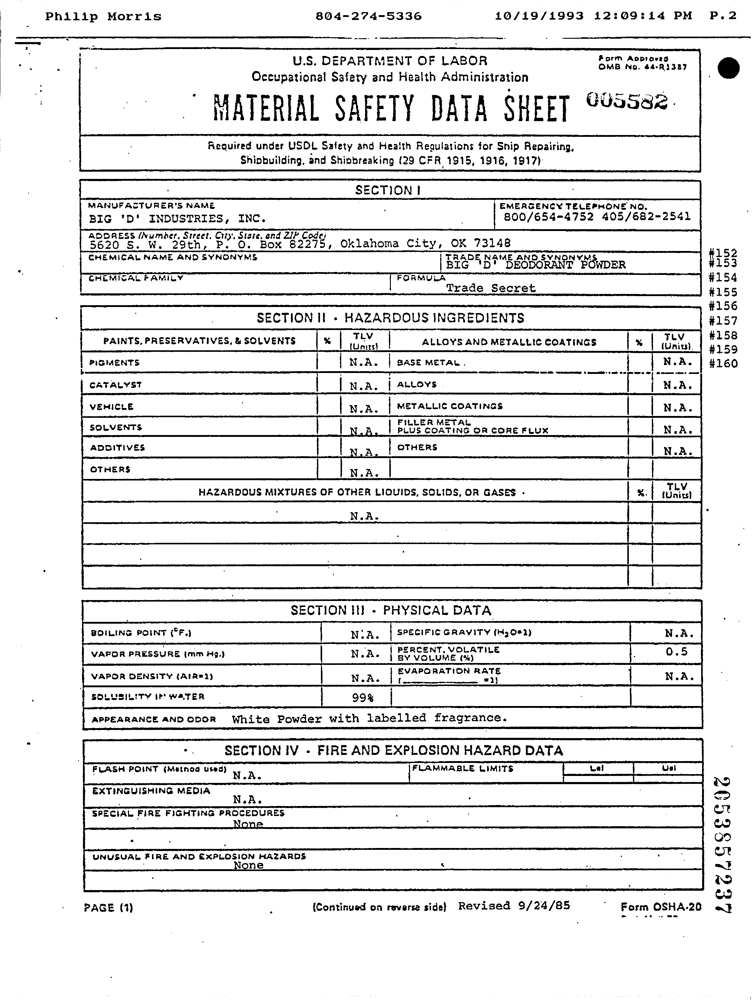 Philip Morris 804-274-5336 10/19/1993 12:09:14 PM P.2
U.S. DEPARTMENT OF LABOR
Occupational Safety and Health Administration
Form Approved
OMB No. 44-R1387
MATERIAL SAFETY DATA SHEET 005582
Required under USDL Safety and Health Regulations for Ship Repairing,
Shipbuilding, and Shipbreaking (29 CFR 1915, 1916, 1917)
SECTION I
MANUFACTURER'S NAME
BIG 'D' INDUSTRIES, INC.
EMERGENCY TELEPHONE NO.
800/654-4752 405/682-2541
ADDRESS (Number, Street, City, State, and ZIP Code)
5620 S. W. 29th, P. O. Box 82275, Oklahoma City, OK 73148
CHEMICAL NAME AND SYNONYMS
TRADE NAME AND SYNONYMS
BIG 'D' DEODORANT POWDER
CHEMICAL FAMILY
FORMULA
Trade Secret
#152
#153
#154
#155
#156
#157
#158
#159
#160
SECTION II - HAZARDOUS INGREDIENTS
PAINTS, PRESERVATIVES, & SOLVENTS % TLV (Units) ALLOYS AND METALLIC COATINGS % TLV (Units)
PIGMENTS N.A. BASE METAL N.A.
CATALYST N.A. ALLOYS N.A.
VEHICLE N.A. METALLIC COATINGS N.A.
SOLVENTS N.A. FILLER METAL PLUS COATING OR CORE FLUX N.A.
ADDITIVES N.A. OTHERS N.A.
OTHERS N.A.
HAZARDOUS MIXTURES OF OTHER LIQUIDS, SOLIDS, OR GASES % TLV (Units)
N.A.
SECTION III - PHYSICAL DATA
BOILING POINT (°F.) N.A. SPECIFIC GRAVITY (H2O=1) N.A.
VAPOR PRESSURE (mm Hg.) N.A. PERCENT, VOLATILE BY VOLUME (%) 0.5
VAPOR DENSITY (AIR=1) N.A. EVAPORATION RATE (_______ =1) N.A.
SOLUBILITY IN WATER 99%
APPEARANCE AND ODOR White Powder with labelled fragrance.
SECTION IV - FIRE AND EXPLOSION HAZARD DATA
FLASH POINT (Method used) N.A. FLAMMABLE LIMITS Lel Uel
EXTINGUISHING MEDIA
N.A.
SPECIAL FIRE FIGHTING PROCEDURES
None
UNUSUAL FIRE AND EXPLOSION HAZARDS
None
PAGE (1) (Continued on reverse side) Revised 9/24/85 Form OSHA-20
2053857237